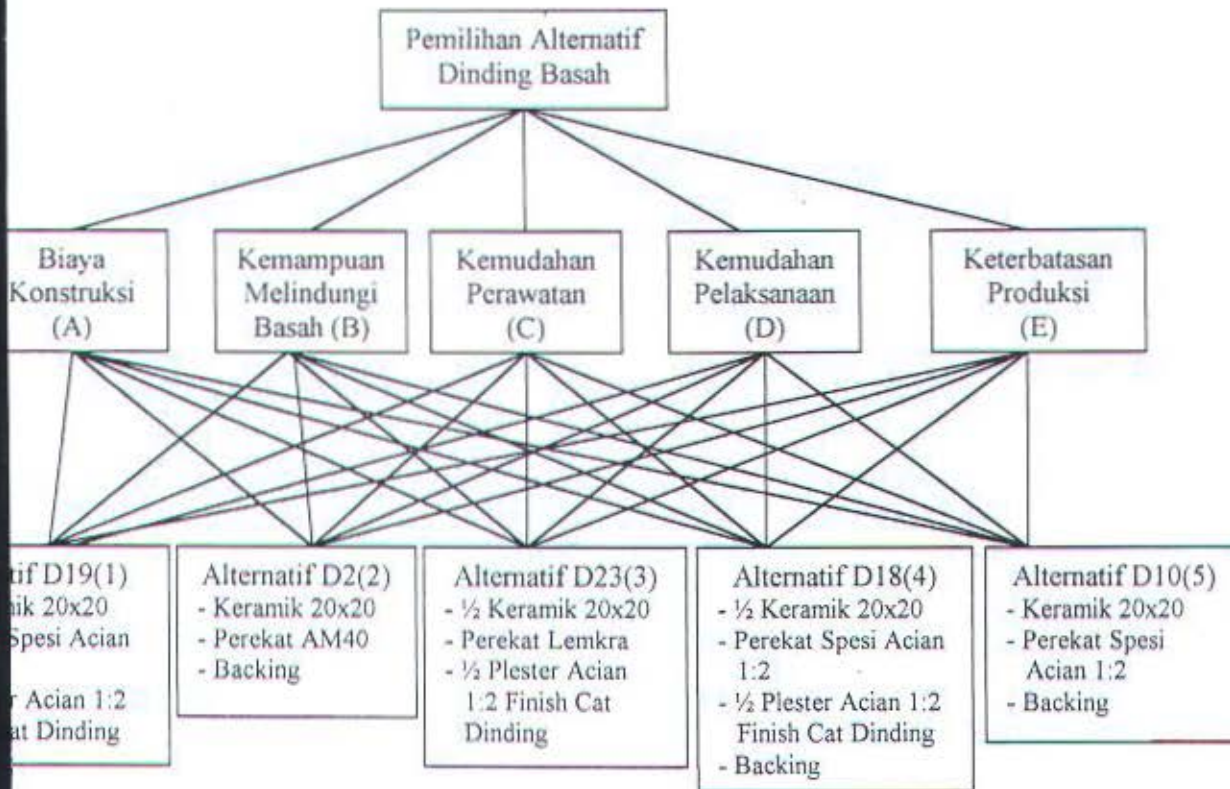 Pemilihan Alternatif
Dinding Basah
Biaya
Konstruksi
(A)
Kemampuan
Melindungi
Basah (B)
Kemudahan
Perawatan
(C)
Kemudahan
Pelaksanaan
(D)
Keterbatasan
Produksi
(E)
tif D19(1)
ik 20x20
Spesi Acian
r Acian 1:2
at Dinding
Alternatif D2(2)
- Keramik 20x20
- Perekat AM40
- Backing
Alternatif D23(3)
- ½ Keramik 20x20
- Perekat Lemkra
- ½ Plester Acian
1:2 Finish Cat
Dinding
Alternatif D18(4)
- ½ Keramik 20x20
- Perekat Spesi Acian
1:2
- ½ Plester Acian 1:2
Finish Cat Dinding
- Backing
Alternatif D10(5)
- Keramik 20x20
- Perekat Spesi
Acian 1:2
- Backing